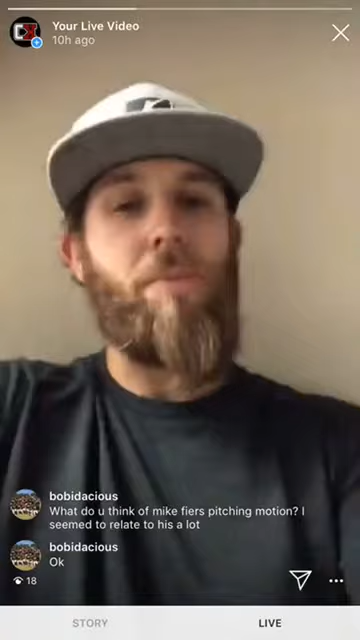 Your Live Video
10h ago
bobidacious
What do u think of mike fiers pitching motion? I
seemed to relate to his a lot
bobidacious
Ok
18
STORY
LIVE